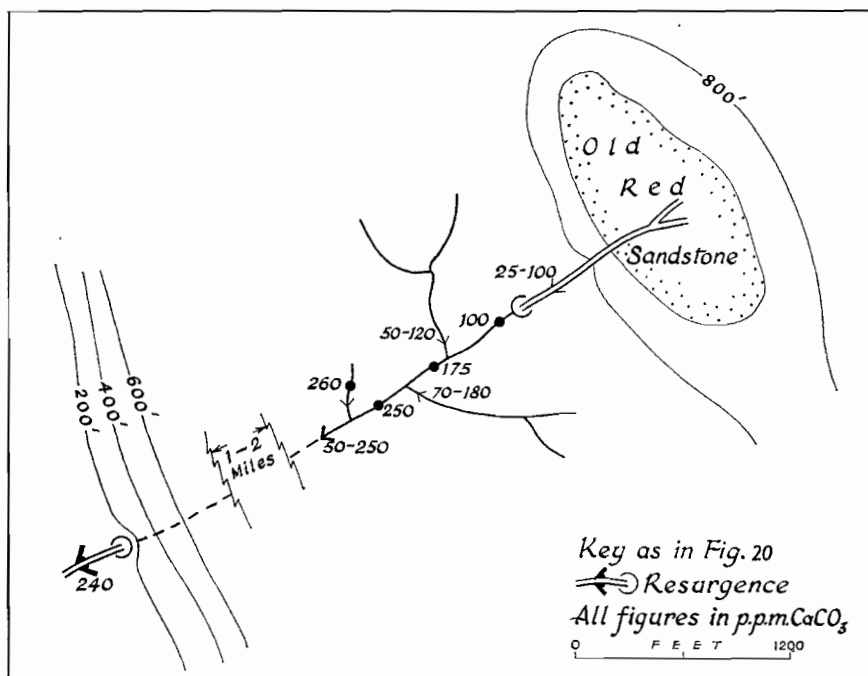 800'
Old
Red
Sandstone
25-100
100
50-120
175
70-180
260
250
50-250
600'
400'
200'
1-2
Miles
240
Key as in Fig. 20
Resurgence
All figures in p.p.m.CaCO₃
0 FEET 1200